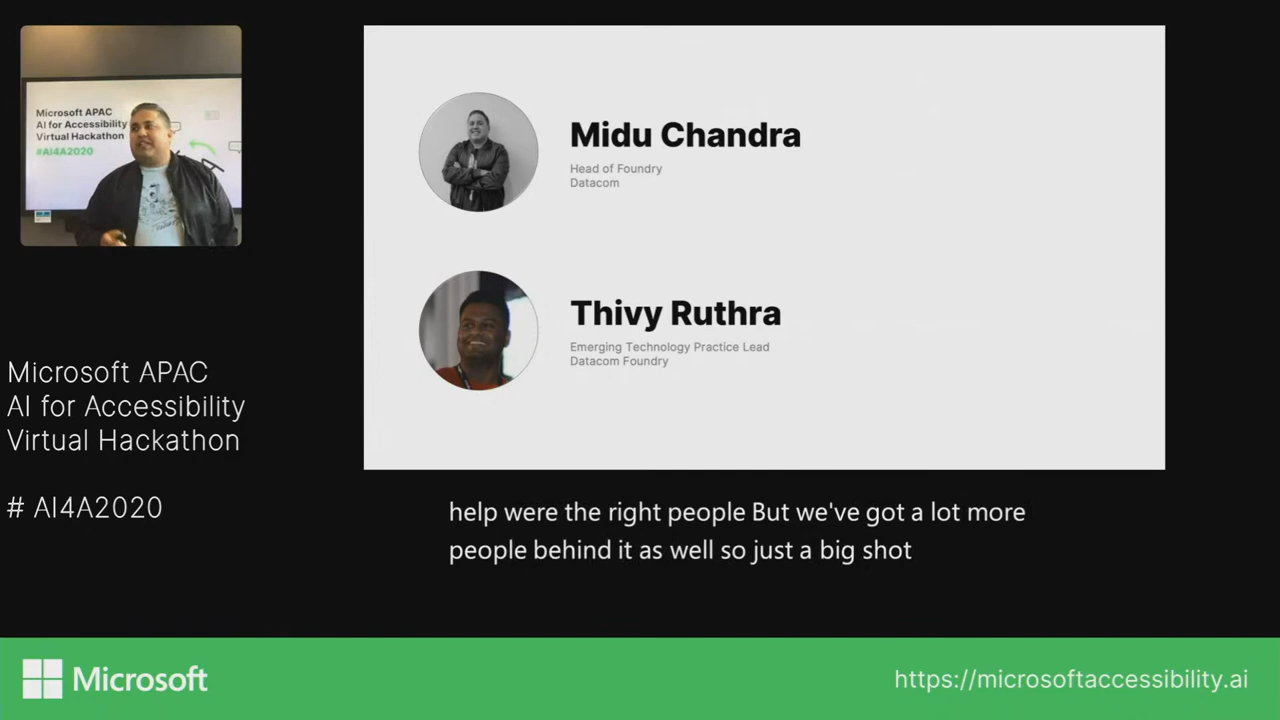 Microsoft APAC
AI for Accessibility
Virtual Hackathon
#AI4A2020
Midu Chandra
Head of Foundry
Datacom
Thivy Ruthra
Emerging Technology Practice Lead
Datacom Foundry
Microsoft APAC
AI for Accessibility
Virtual Hackathon
# AI4A2020
help were the right people But we've got a lot more
people behind it as well so just a big shot
Microsoft
https://microsoftaccessibility.ai